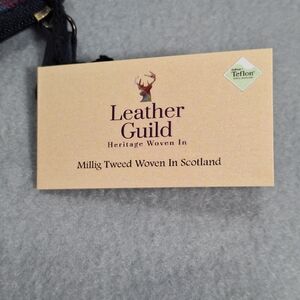 Teflon
Leather
Guild
Heritage Woven In
Millig Tweed Woven In Scotland